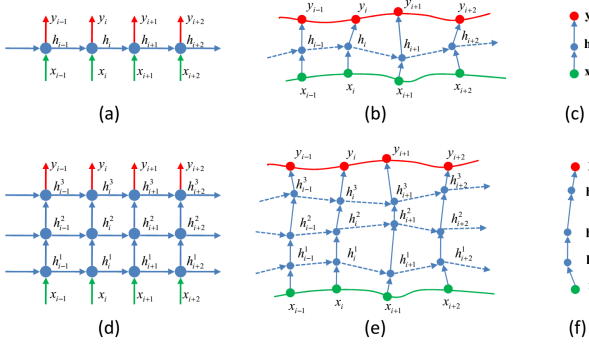 y_{i-1} y_i y_{i+1} y_{i+2}
h_{i-1} h_i h_{i+1} h_{i+2}
x_{i-1} x_i x_{i+1} x_{i+2}
(a)
y_{i-1} y_i y_{i+1} y_{i+2}
h_{i-1} h_i h_{i+1} h_{i+2}
x_{i-1} x_i x_{i+1} x_{i+2}
(b)
y
h
x
(c)
y_{i-1} y_i y_{i+1} y_{i+2}
h^3_{i-1} h^3_i h^3_{i+1} h^3_{i+2}
h^2_{i-1} h^2_i h^2_{i+1} h^2_{i+2}
h^1_{i-1} h^1_i h^1_{i+1} h^1_{i+2}
x_{i-1} x_i x_{i+1} x_{i+2}
(d)
y_{i-1} y_i y_{i+1} y_{i+2}
h^3_{i-1} h^3_i h^3_{i+1} h^3_{i+2}
h^2_{i-1} h^2_i h^2_{i+1} h^2_{i+2}
h^1_{i-1} h^1_i h^1_{i+1} h^1_{i+2}
x_{i-1} x_i x_{i+1} x_{i+2}
(e)
h
h
h
(f)